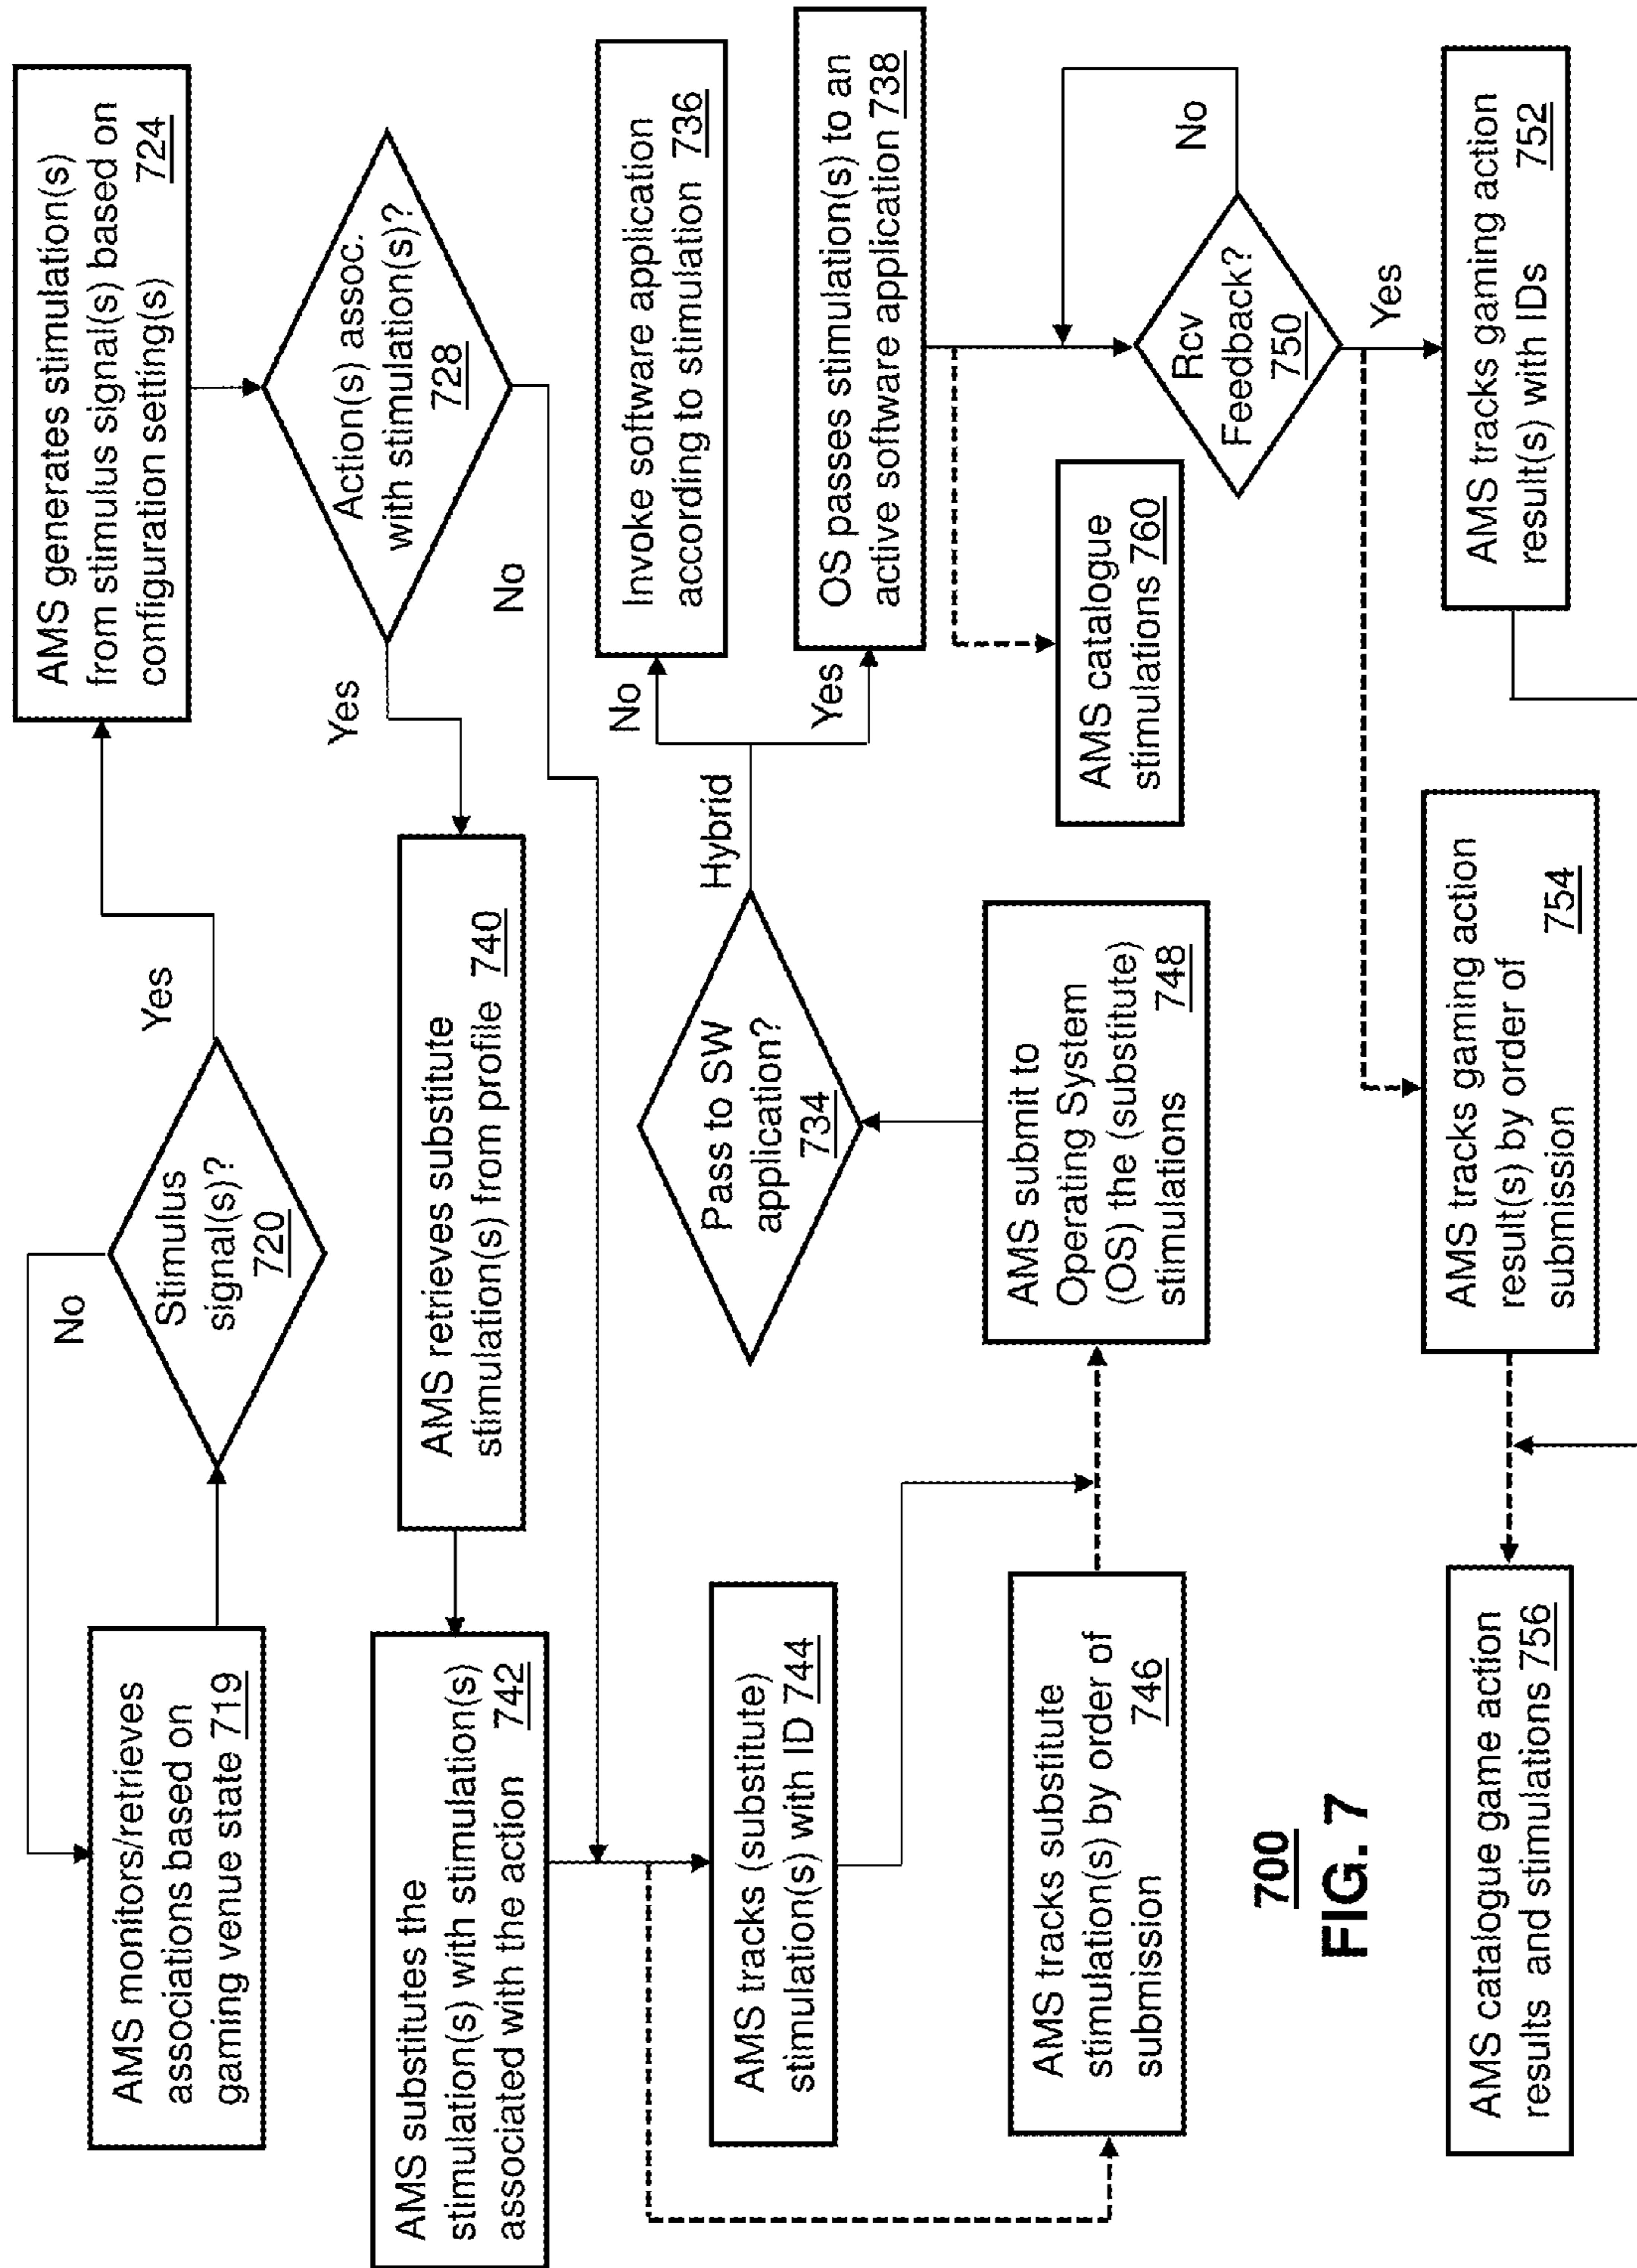 AMS monitors/retrieves
associations based on
gaming venue state 719
No
Stimulus
signal(s)?
720
Yes
AMS generates stimulation(s)
from stimulus signal(s) based on
configuration setting(s) 724
Action(s) assoc.
with stimulation(s)?
728
Yes
No
AMS retrieves substitute
stimulation(s) from profile 740
AMS substitutes the
stimulation(s) with stimulation(s)
associated with the action 742
AMS tracks (substitute)
stimulation(s) with ID 744
AMS tracks substitute
stimulation(s) by order of
submission 746
AMS submit to
Operating System
(OS) the (substitute)
stimulations 748
Pass to SW
application?
734
Hybrid
No
Yes
Invoke software application
according to stimulation 736
OS passes stimulation(s) to an
active software application 738
AMS catalogue
stimulations 760
Rcv
Feedback?
750
No
Yes
AMS tracks gaming action
result(s) with IDs 752
AMS tracks gaming action
result(s) by order of
submission 754
AMS catalogue game action
results and stimulations 756
700
FIG. 7